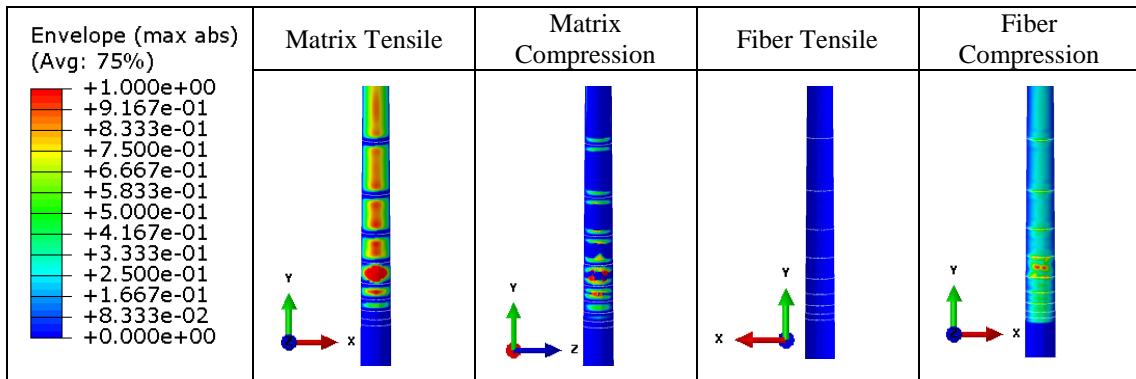 Envelope (max abs)
(Avg: 75%)
+1.000e+00
+9.167e-01
+8.333e-01
+7.500e-01
+6.667e-01
+5.833e-01
+5.000e-01
+4.167e-01
+3.333e-01
+2.500e-01
+1.667e-01
+8.333e-02
+0.000e+00
Matrix Tensile
Matrix
Compression
Fiber Tensile
Fiber
Compression
Y
Z
X
Y
Z
Y
X
Y
X